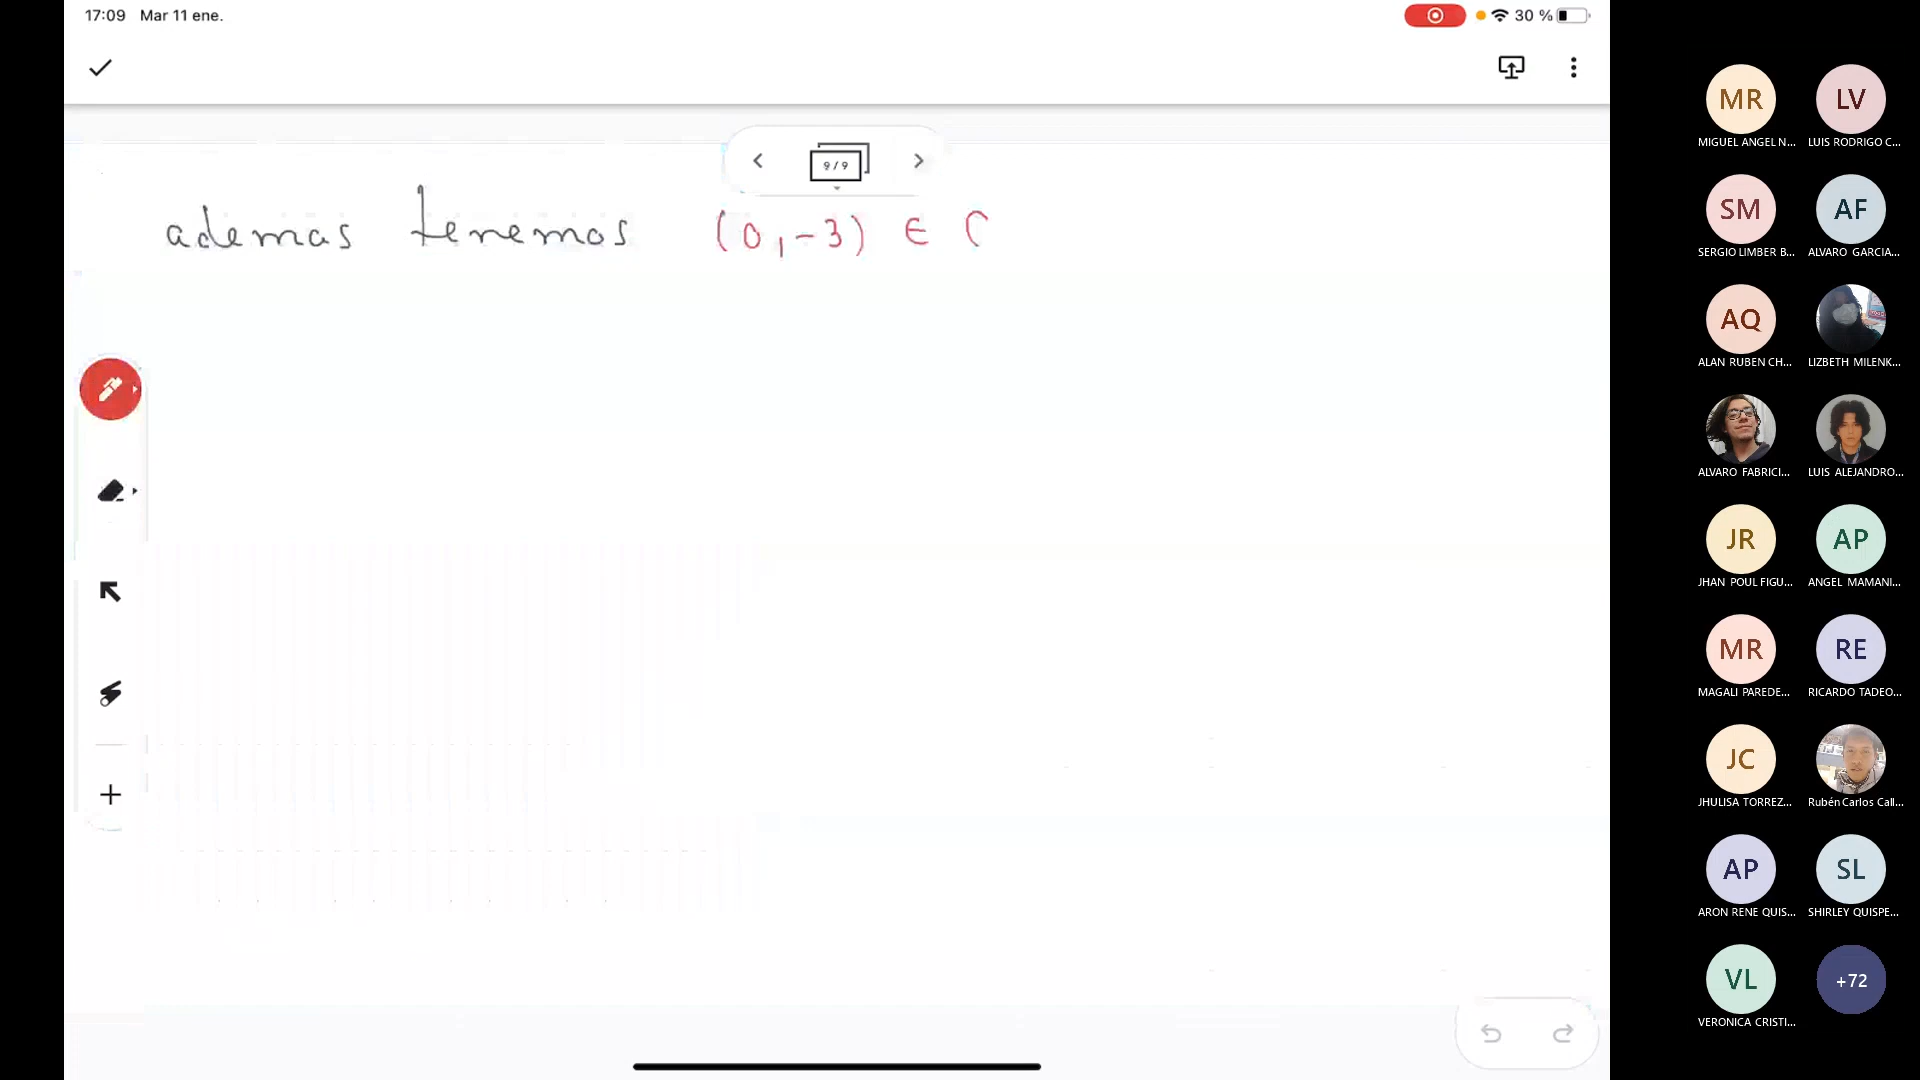 17:09 Mar 11 ene. 30 %
9/9
ademas tenemos (0,-3) ∈ C
MR LV
MIGUEL ANGEL N... LUIS RODRIGO C...
SM AF
SERGIO LIMBER B... ALVARO GARCIA...
AQ
ALAN RUBEN CH... LIZBETH MILENK...
ALVARO FABRICI... LUIS ALEJANDRO...
JR AP
JHAN POUL FIGU... ANGEL MAMANI...
MR RE
MAGALI PAREDE... RICARDO TADEO...
JC
JHULISA TORREZ... Rubén Carlos Call...
AP SL
ARON RENE QUIS... SHIRLEY QUISPE...
VL +72
VERONICA CRISTI...